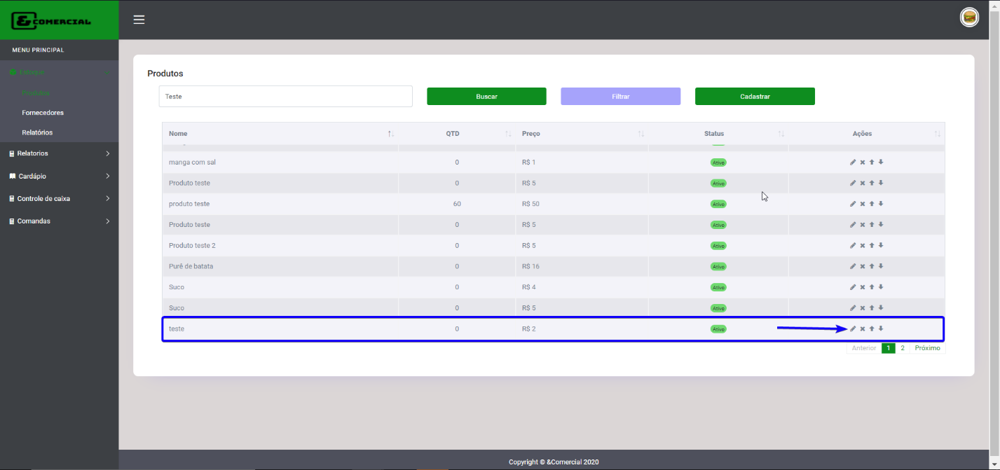 &COMERCIAL
MENU PRINCIPAL
Estoque
Produtos
Fornecedores
Relatórios
Relatorios
Cardápio
Controle de caixa
Comandas
Produtos
Teste
Buscar
Filtrar
Cadastrar
Nome QTD Preço Status Ações
manga com sal 0 R$ 1 Ativo
Produto teste 0 R$ 5 Ativo
produto teste 60 R$ 50 Ativo
Produto teste 0 R$ 5 Ativo
Produto teste 2 0 R$ 5 Ativo
Purê de batata 0 R$ 16 Ativo
Suco 0 R$ 4 Ativo
Suco 0 R$ 5 Ativo
teste 0 R$ 2 Ativo
Anterior 1 2 Próximo
Copyright © &Comercial 2020